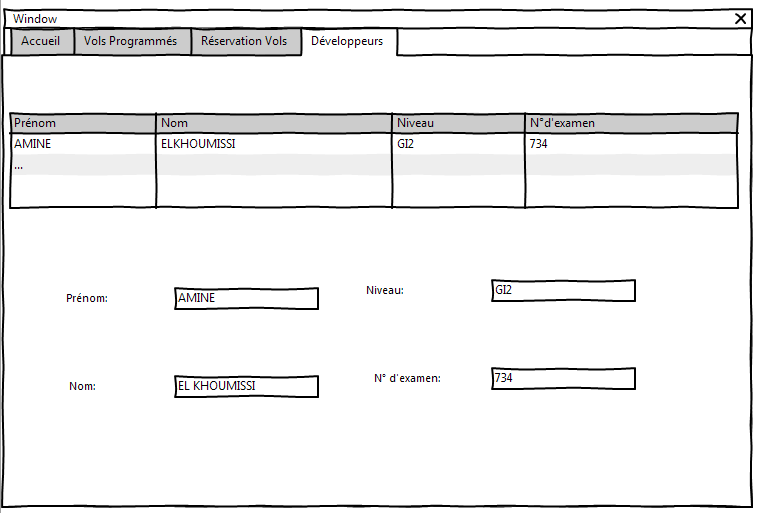 Window
Accueil Vols Programmés Réservation Vols Développeurs
Prénom Nom Niveau N°d'examen
AMINE ELKHOUMISSI GI2 734
...
Prénom: AMINE Niveau: GI2
Nom: EL KHOUMISSI N° d'examen: 734